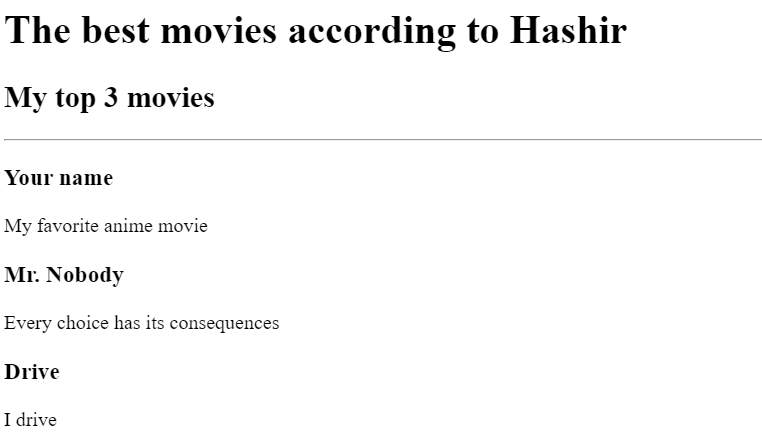 The best movies according to Hashir
My top 3 movies
Your name
My favorite anime movie
Mr. Nobody
Every choice has its consequences
Drive
I drive